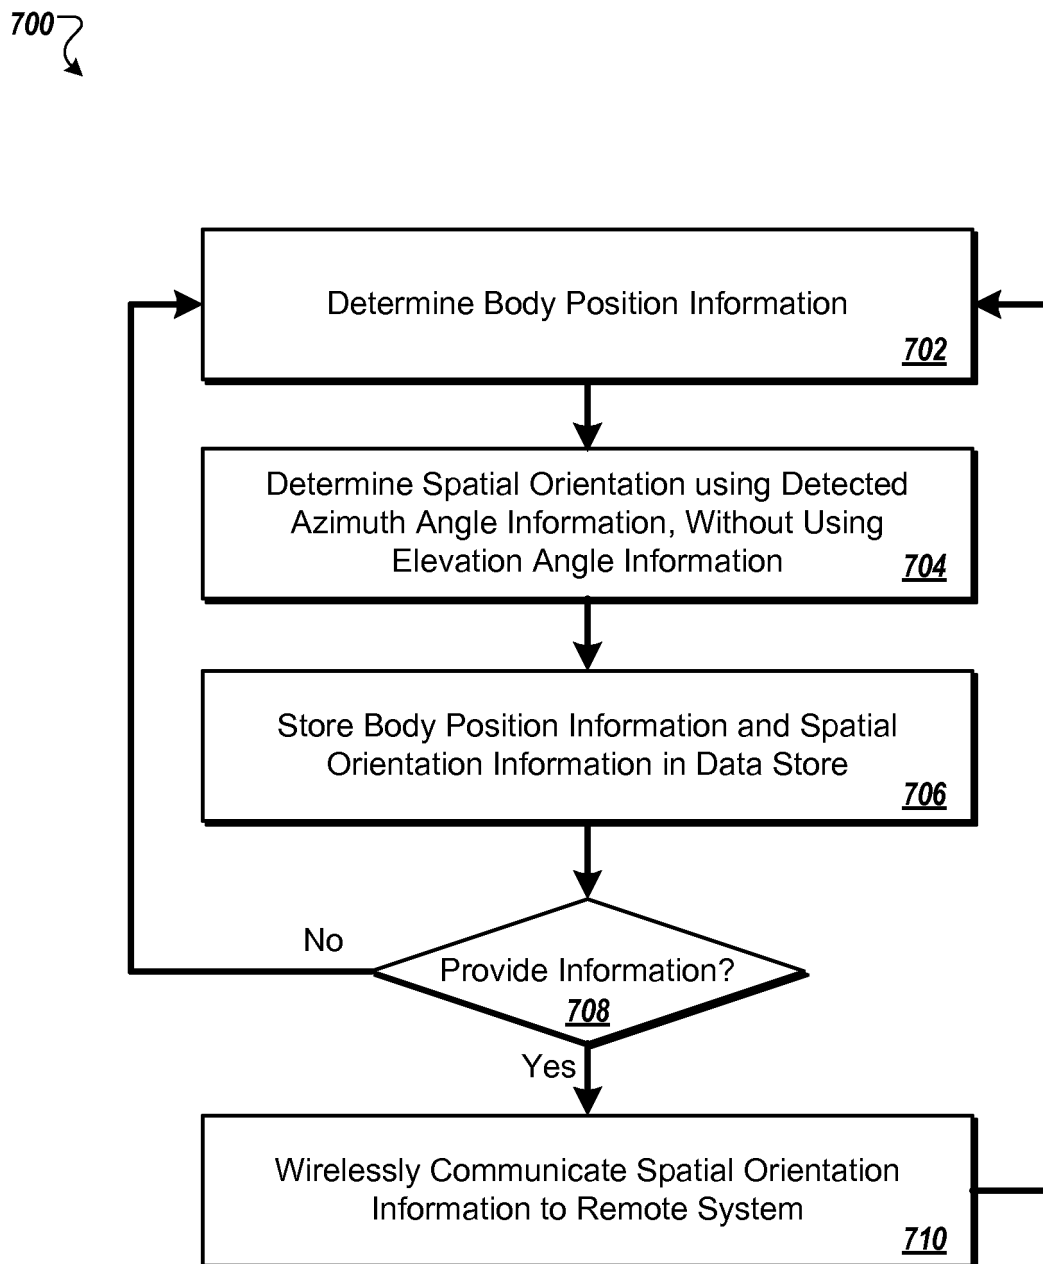 700
Determine Body Position Information
702
Determine Spatial Orientation using Detected
Azimuth Angle Information, Without Using
Elevation Angle Information
704
Store Body Position Information and Spatial
Orientation Information in Data Store
706
No
Provide Information?
708
Yes
Wirelessly Communicate Spatial Orientation
Information to Remote System
710